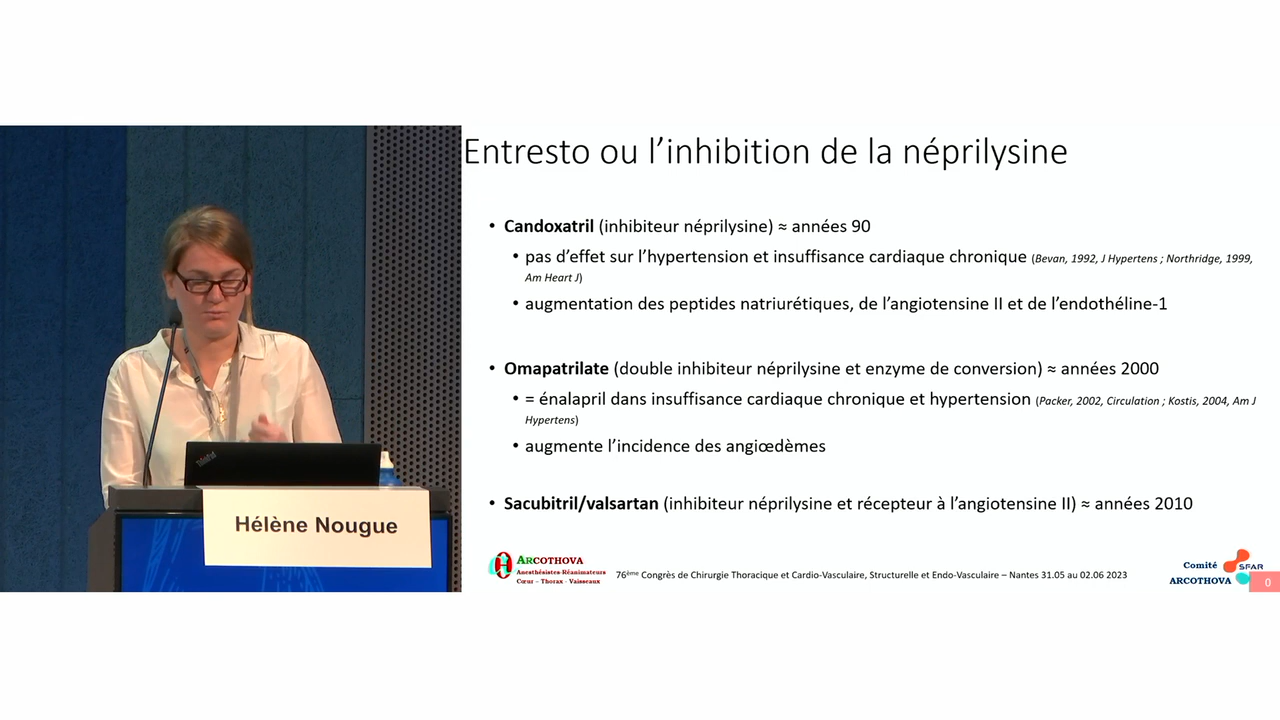 Entresto ou l’inhibition de la néprilysine
• Candoxatril (inhibiteur néprilysine) ≈ années 90
• pas d’effet sur l’hypertension et insuffisance cardiaque chronique (Bevan, 1992, J Hypertens ; Northridge, 1999,
Am Heart J)
• augmentation des peptides natriurétiques, de l’angiotensine II et de l’endothéline-1
• Omapatrilate (double inhibiteur néprilysine et enzyme de conversion) ≈ années 2000
• = énalapril dans insuffisance cardiaque chronique et hypertension (Packer, 2002, Circulation ; Kostis, 2004, Am J
Hypertens)
• augmente l’incidence des angiœdèmes
• Sacubitril/valsartan (inhibiteur néprilysine et récepteur à l’angiotensine II) ≈ années 2010
Hélène Nougue
ThinkPad
ARCOTHOVA
Anesthésistes-Réanimateurs
Cœur - Thorax - Vaisseaux
76ème Congrès de Chirurgie Thoracique et Cardio-Vasculaire, Structurelle et Endo-Vasculaire – Nantes 31.05 au 02.06 2023
Comité
ARCOTHOVA
SFAR
0